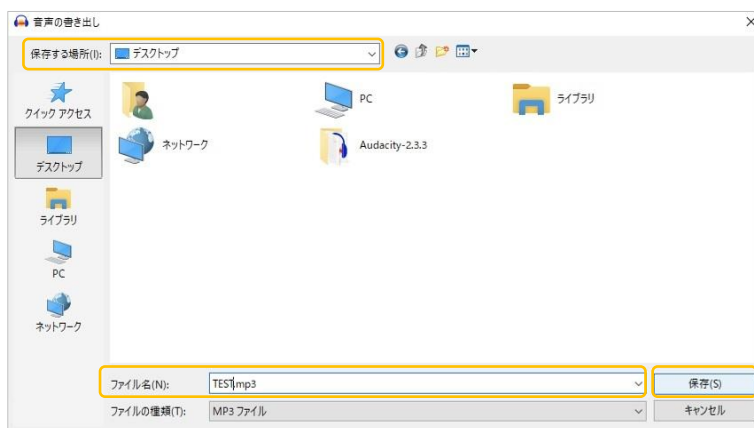 音声の書き出し
保存する場所(I): デスクトップ
クイック アクセス
デスクトップ
ライブラリ
PC
ネットワーク
PC
ライブラリ
ネットワーク
Audacity-2.3.3
ファイル名(N): TEST.mp3 保存(S)
ファイルの種類(T): MP3 ファイル キャンセル